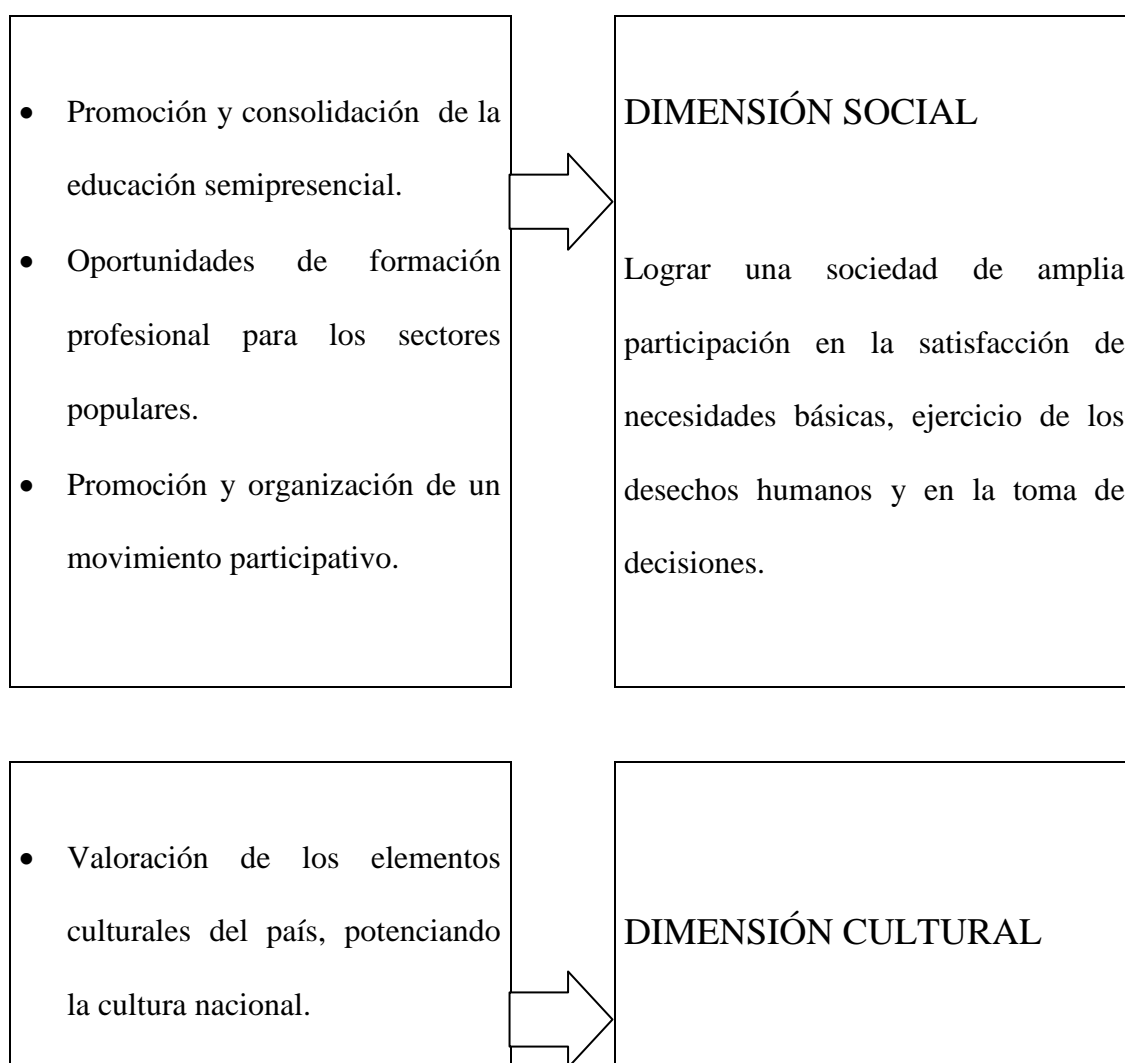 • Promoción y consolidación de la
educación semipresencial.
• Oportunidades de formación
profesional para los sectores
populares.
• Promoción y organización de un
movimiento participativo.
DIMENSIÓN SOCIAL
Lograr una sociedad de amplia
participación en la satisfacción de
necesidades básicas, ejercicio de los
desechos humanos y en la toma de
decisiones.
• Valoración de los elementos
culturales del país, potenciando
la cultura nacional.
DIMENSIÓN CULTURAL